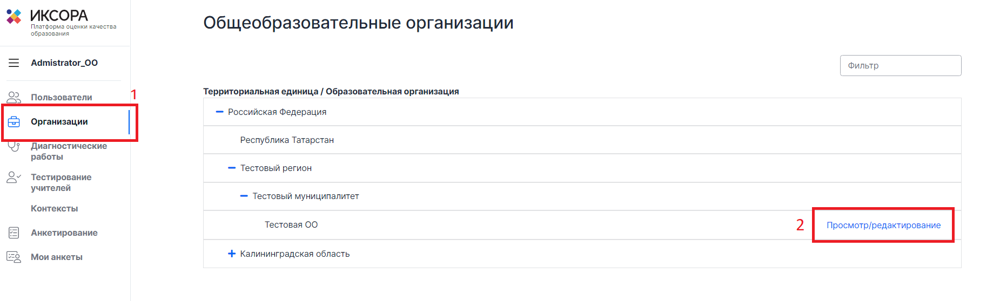 ИКСОРА
Платформа оценки качества
образования
Admistrator_OO
Пользователи
1
Организации
Диагностические
работы
Тестирование
учителей
Контексты
Анкетирование
Мои анкеты
Общеобразовательные организации
Фильтр
Территориальная единица / Образовательная организация
Российская Федерация
Республика Татарстан
Тестовый регион
Тестовый муниципалитет
Тестовая ОО
2
Просмотр/редактирование
Калининградская область